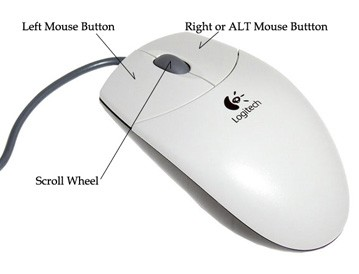 Left Mouse Button
Right or ALT Mouse Buttton
Logitech
Scroll Wheel